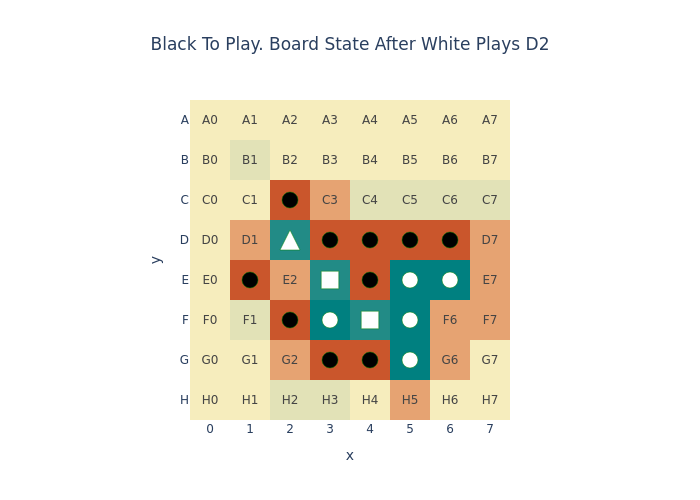 Black To Play. Board State After White Plays D2
A A0 A1 A2 A3 A4 A5 A6 A7
B B0 B1 B2 B3 B4 B5 B6 B7
C C0 C1 C3 C4 C5 C6 C7
D D0 D1 D7
y
E E0 E2 E7
F F0 F1 F6 F7
G G0 G1 G2 G6 G7
H H0 H1 H2 H3 H4 H5 H6 H7
0 1 2 3 4 5 6 7
x